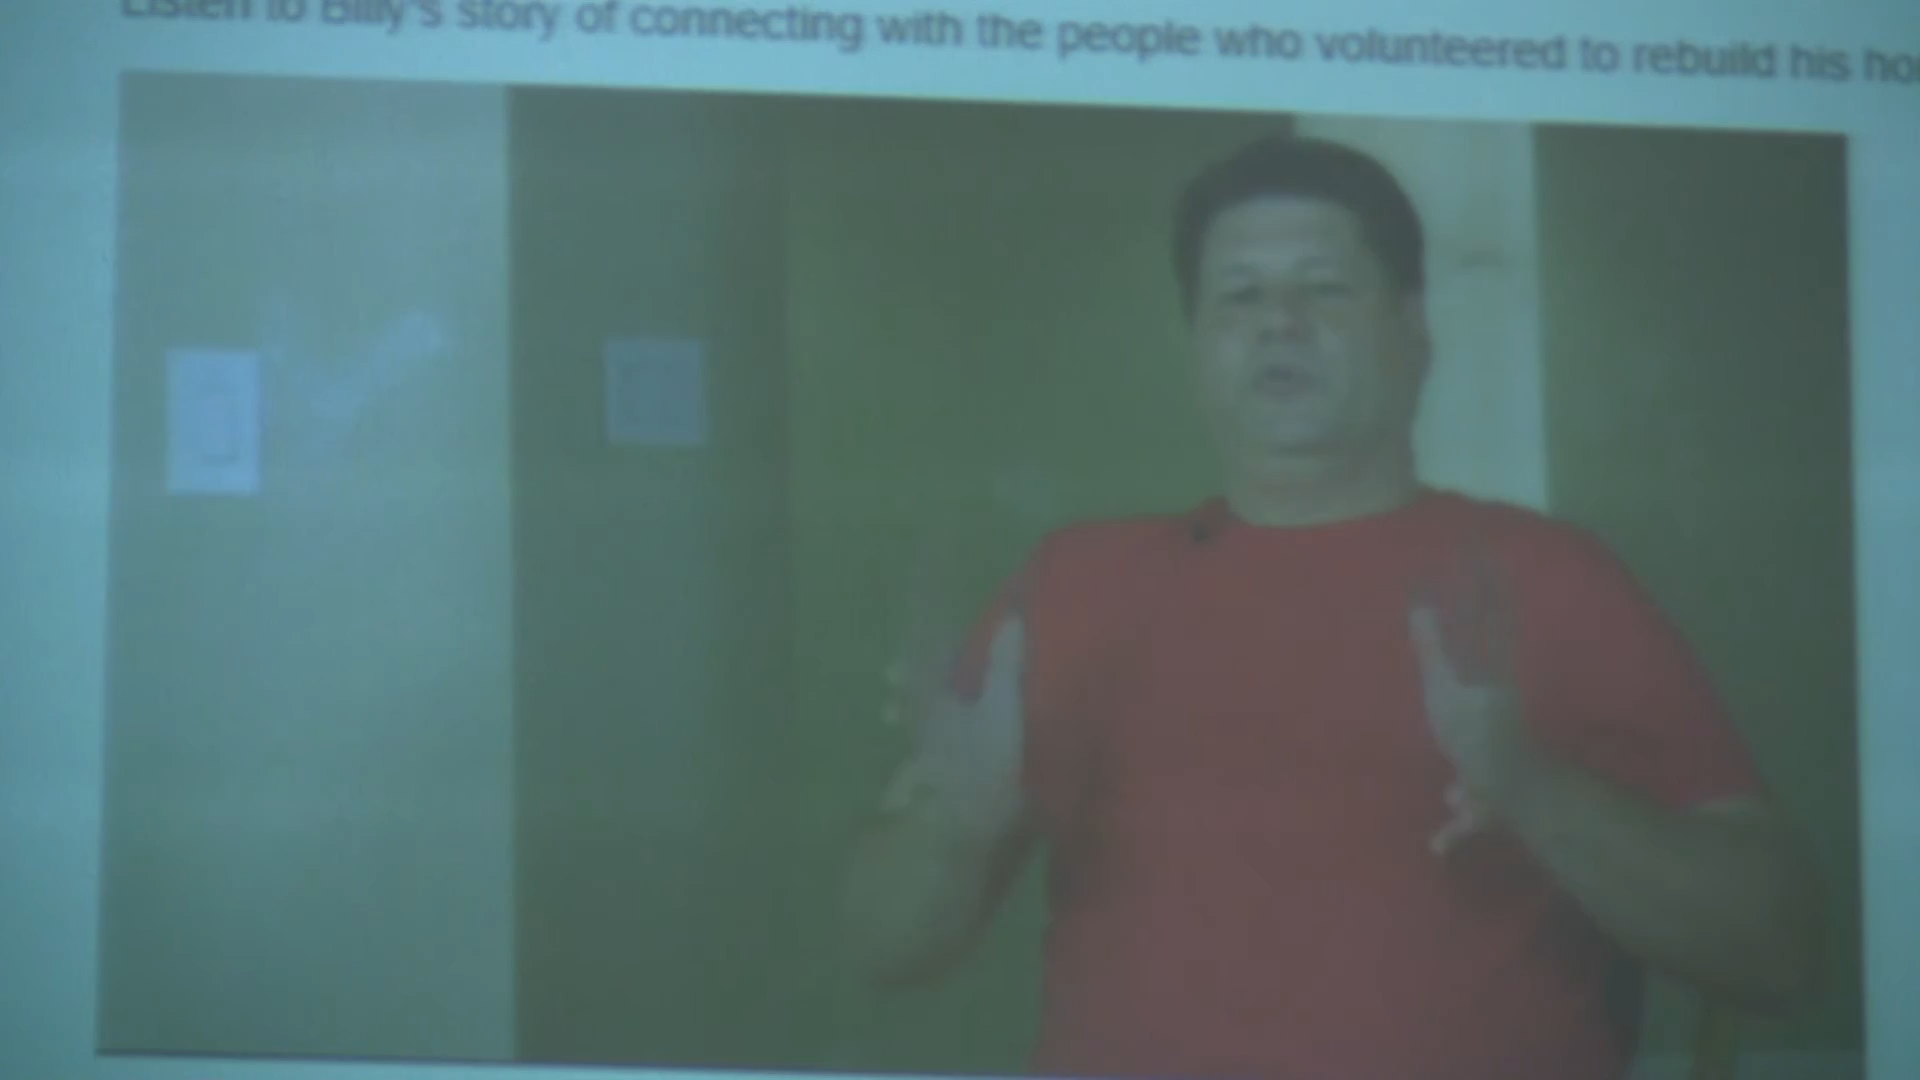 Listen to Billy's story of connecting with the people who volunteered to rebuild his